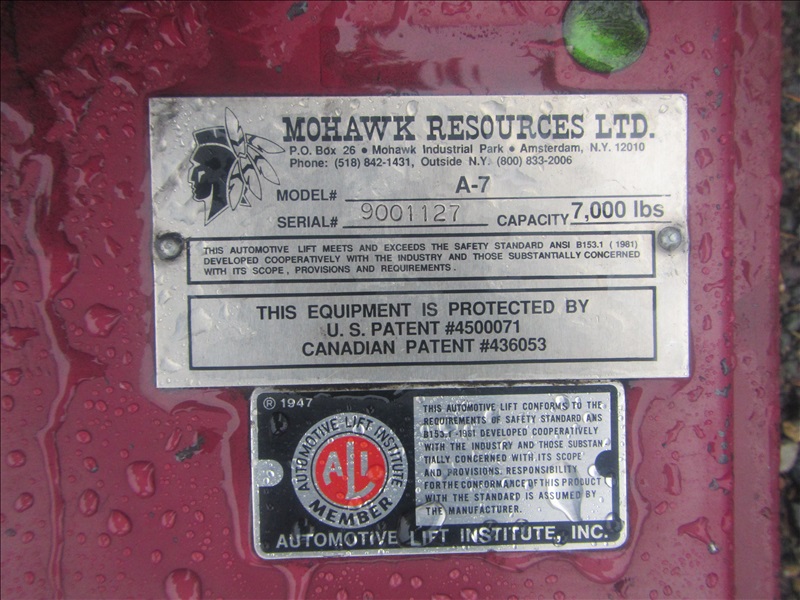 MOHAWK RESOURCES LTD.
P.O. Box 26 • Mohawk Industrial Park • Amsterdam, N.Y. 12010
Phone: (518) 842-1431, Outside N.Y. (800) 833-2006
MODEL# A-7
SERIAL# 9001127 CAPACITY 7,000 lbs
THIS AUTOMOTIVE LIFT MEETS AND EXCEEDS THE SAFETY STANDARD ANSI B153.1 (1981)
DEVELOPED COOPERATIVELY WITH THE INDUSTRY AND THOSE SUBSTANTIALLY CONCERNED
WITH ITS SCOPE, PROVISIONS AND REQUIREMENTS.
THIS EQUIPMENT IS PROTECTED BY
U.S. PATENT #4500071
CANADIAN PATENT #436053
® 1947
AUTOMOTIVE LIFT INSTITUTE
ALI
MEMBER
THIS AUTOMOTIVE LIFT CONFORMS TO THE
REQUIREMENTS OF SAFETY STANDARD ANS
B153.1-1981 DEVELOPED COOPERATIVELY
WITH THE INDUSTRY AND THOSE SUBSTAN-
TIALLY CONCERNED WITH ITS SCOPE
AND PROVISIONS. RESPONSIBILITY
FOR THE CONFORMANCE OF THIS PRODUCT
WITH THE STANDARD IS ASSUMED BY
THE MANUFACTURER.
AUTOMOTIVE LIFT INSTITUTE, INC.